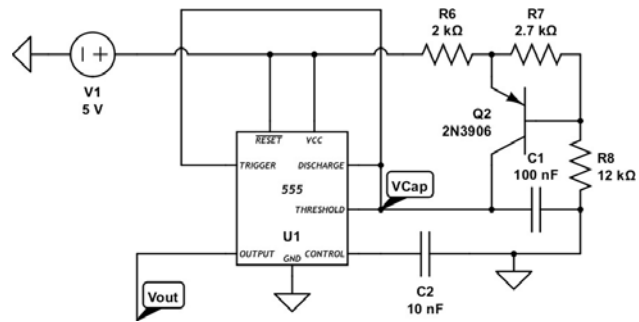 R6
2 kΩ
R7
2.7 kΩ
V1
5 V
Q2
2N3906
RESET
VCC
C1
100 nF
R8
12 kΩ
TRIGGER
DISCHARGE
555
VCap
THRESHOLD
U1
OUTPUT
CONTROL
GND
Vout
C2
10 nF